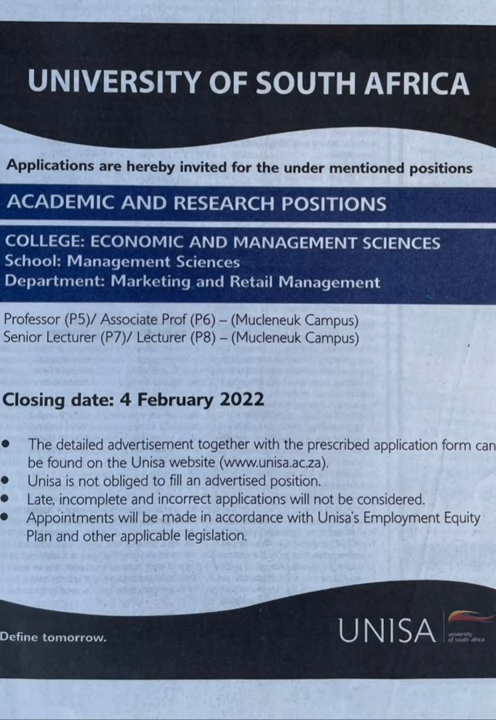 UNIVERSITY OF SOUTH AFRICA
Applications are hereby invited for the under mentioned positions
ACADEMIC AND RESEARCH POSITIONS
COLLEGE: ECONOMIC AND MANAGEMENT SCIENCES
School: Management Sciences
Department: Marketing and Retail Management
Professor (P5)/ Associate Prof (P6) – (Mucleneuk Campus)
Senior Lecturer (P7)/ Lecturer (P8) – (Mucleneuk Campus)
Closing date: 4 February 2022
• The detailed advertisement together with the prescribed application form can
be found on the Unisa website (www.unisa.ac.za).
• Unisa is not obliged to fill an advertised position.
• Late, incomplete and incorrect applications will not be considered.
• Appointments will be made in accordance with Unisa's Employment Equity
Plan and other applicable legislation.
Define tomorrow.
UNISA
university
of south africa